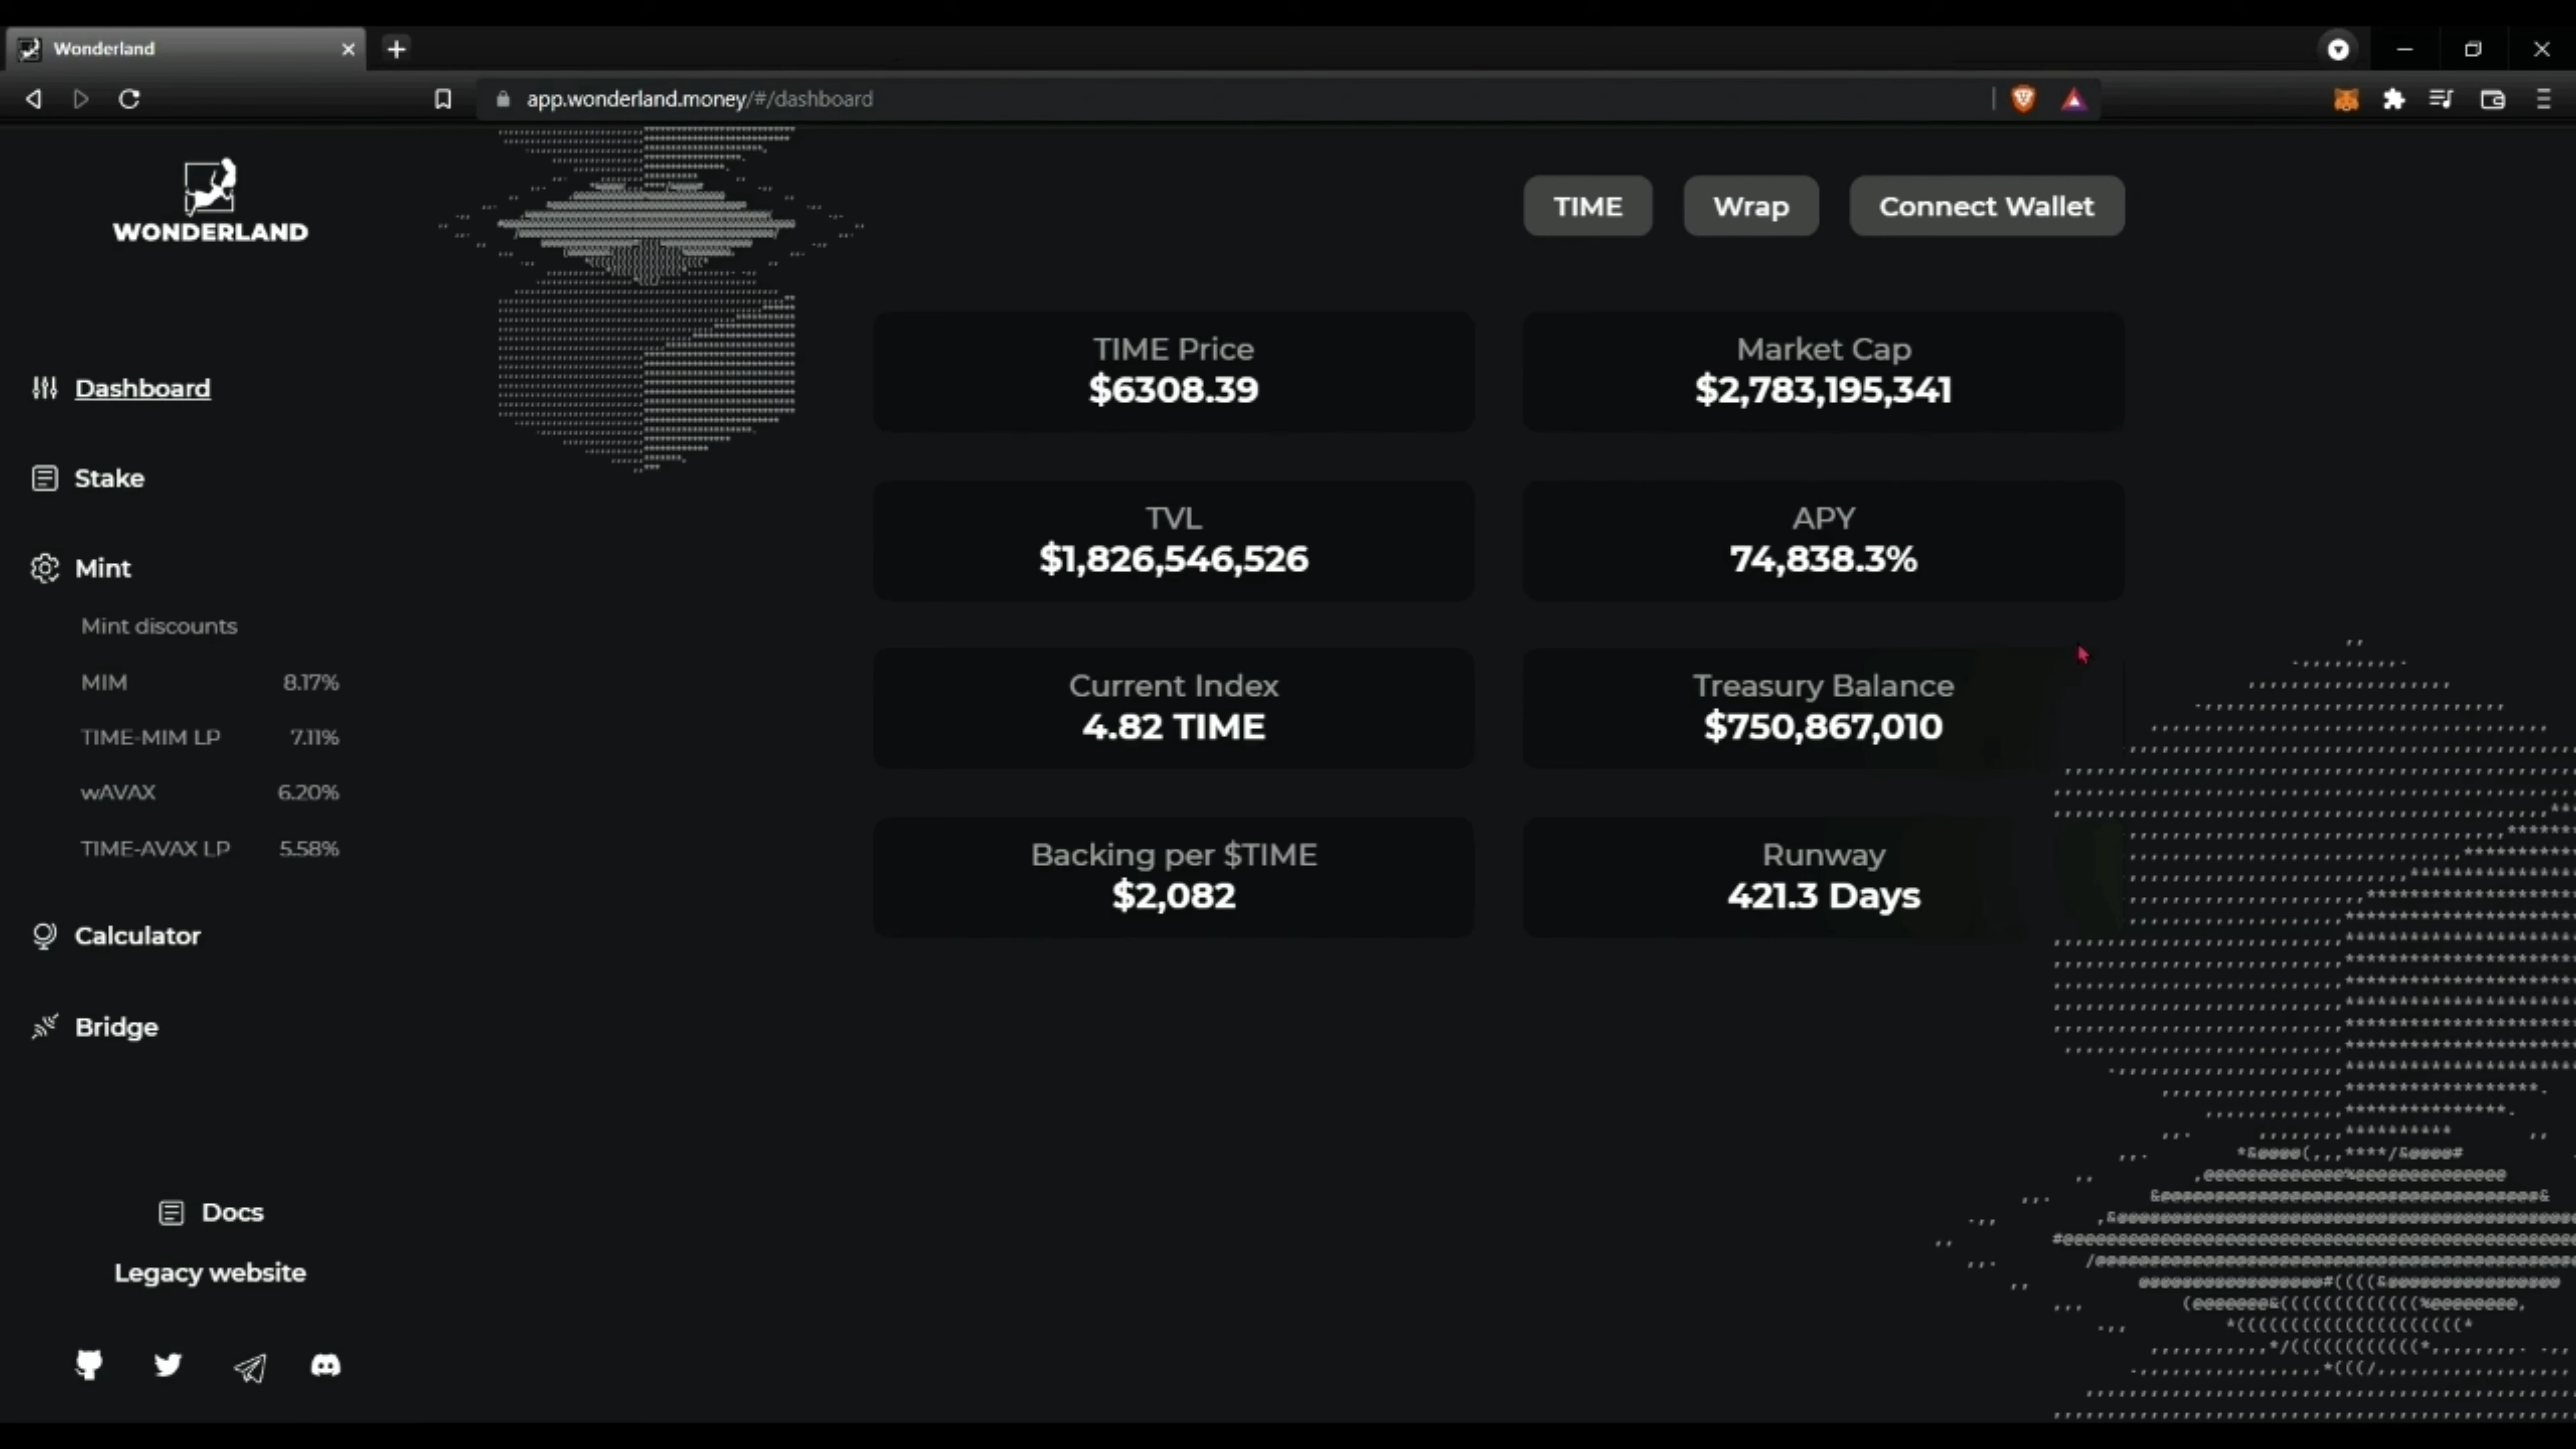 Wonderland
app.wonderland.money/#/dashboard
WONDERLAND
TIME
Wrap
Connect Wallet
Dashboard
Stake
Mint
Mint discounts
MIM 8.17%
TIME-MIM LP 7.11%
wAVAX 6.20%
TIME-AVAX LP 5.58%
Calculator
Bridge
Docs
Legacy website
TIME Price
$6308.39
Market Cap
$2,783,195,341
TVL
$1,826,546,526
APY
74,838.3%
Current Index
4.82 TIME
Treasury Balance
$750,867,010
Backing per $TIME
$2,082
Runway
421.3 Days